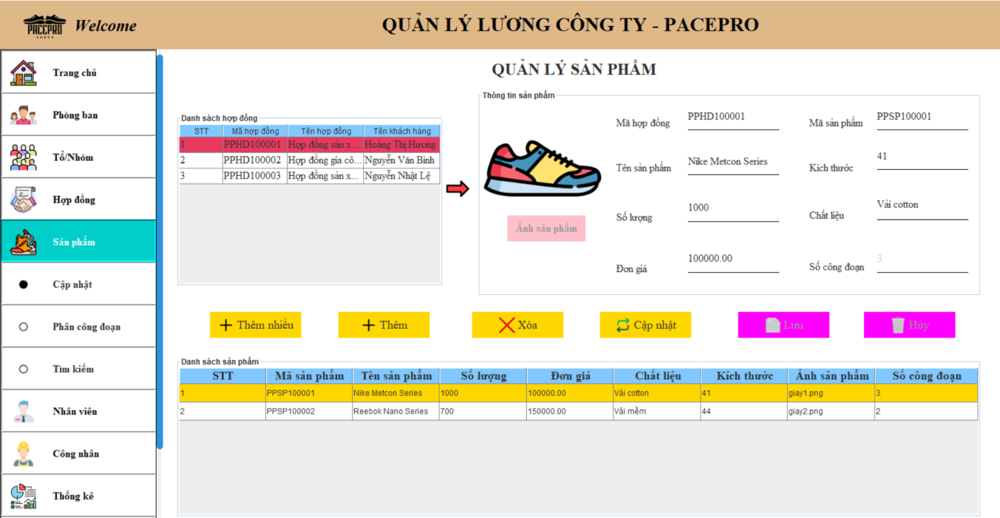 PACEPRO
SHOES
Welcome
QUẢN LÝ LƯƠNG CÔNG TY - PACEPRO
Trang chủ
Phòng ban
Tổ/Nhóm
Hợp đồng
Sản phẩm
Cập nhật
Phân công đoạn
Tìm kiếm
Nhân viên
Công nhân
Thống kê
QUẢN LÝ SẢN PHẨM
Danh sách hợp đồng
STT Mã hợp đồng Tên hợp đồng Tên khách hàng
1 PPHD100001 Hợp đồng sản x... Hoàng Thị Hương
2 PPHD100002 Hợp đồng gia cô... Nguyễn Văn Bình
3 PPHD100003 Hợp đồng sản x... Nguyễn Nhật Lệ
Thông tin sản phẩm
Ảnh sản phẩm
Mã hợp đồng PPHD100001 Mã sản phẩm PPSP100001
Tên sản phẩm Nike Metcon Series Kích thước 41
Số lượng 1000 Chất liệu Vải cotton
Đơn giá 100000.00 Số công đoạn 3
Thêm nhiều Thêm Xóa Cập nhật Lưu Hủy
Danh sách sản phẩm
STT Mã sản phẩm Tên sản phẩm Số lượng Đơn giá Chất liệu Kích thước Ảnh sản phẩm Số công đoạn
1 PPSP100001 Nike Metcon Series 1000 100000.00 Vải cotton 41 giay1.png 3
2 PPSP100002 Reebok Nano Series 700 150000.00 Vải mềm 44 giay2.png 2